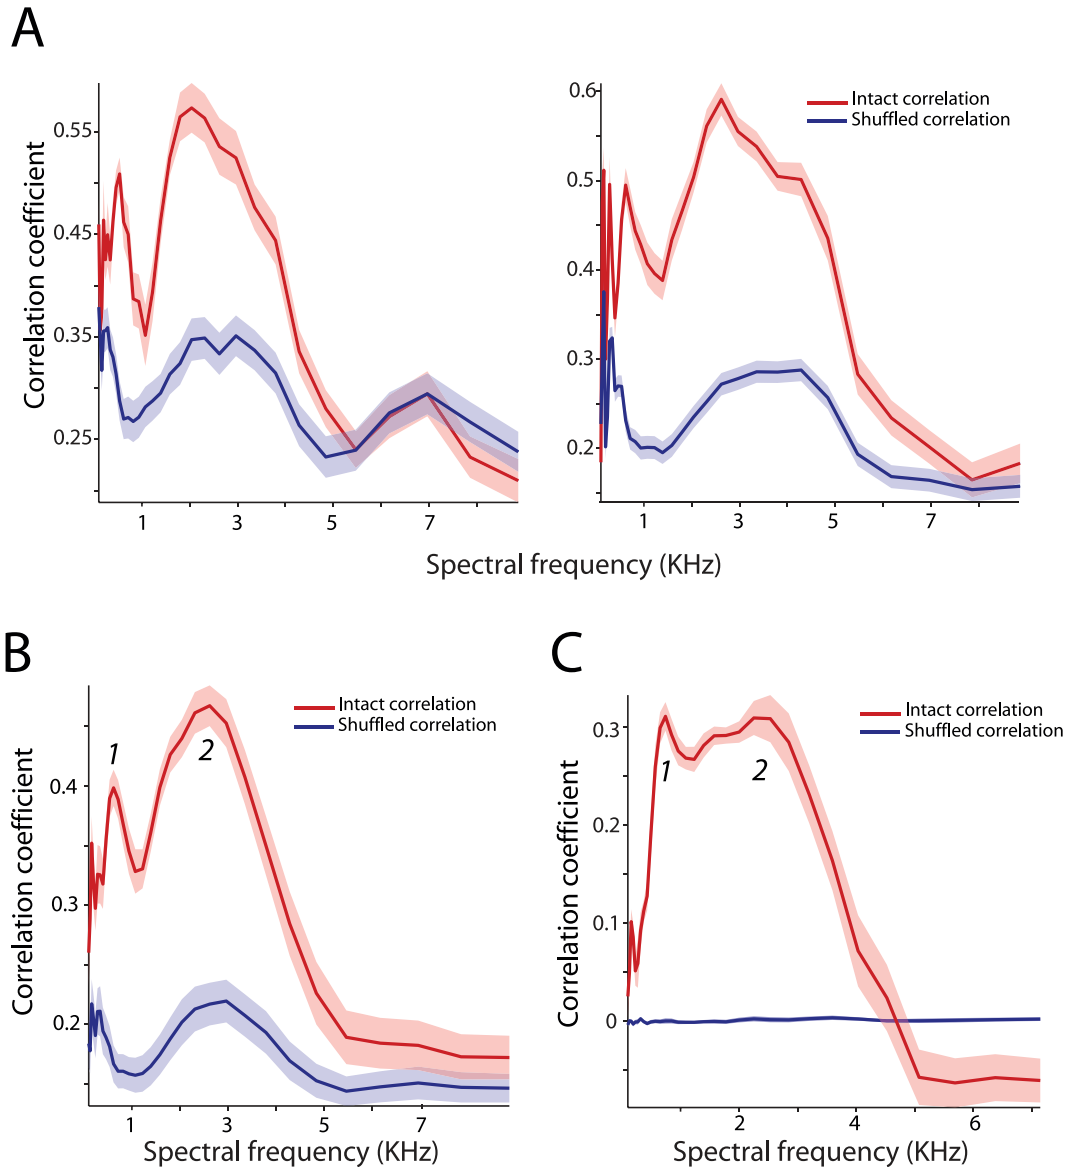 A
Correlation coefficient
0.55
0.45
0.35
0.25
1 3 5 7
0.6
0.5
0.4
0.3
0.2
1 3 5 7
Intact correlation
Shuffled correlation
Spectral frequency (KHz)
B
Correlation coefficient
0.4
0.3
0.2
1 3 5 7
Intact correlation
Shuffled correlation
1
2
Spectral frequency (KHz)
C
Correlation coefficient
0.3
0.2
0.1
0
2 4 6
Intact correlation
Shuffled correlation
1
2
Spectral frequency (KHz)